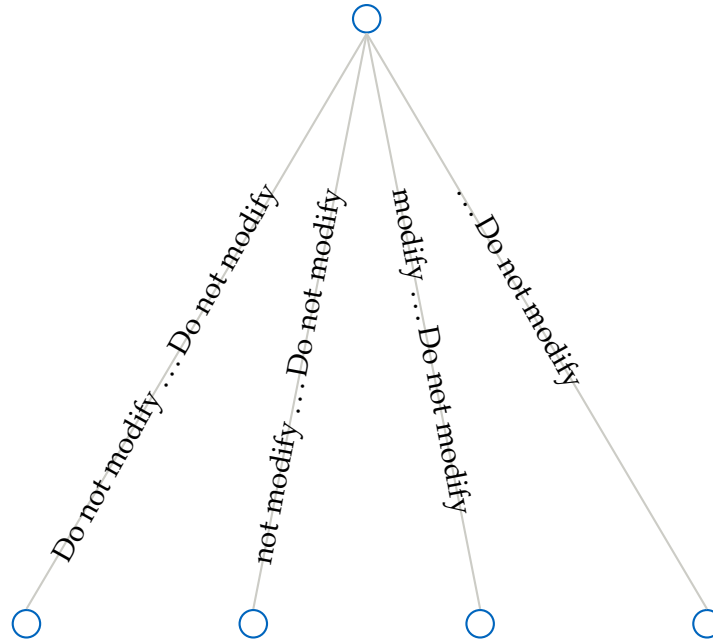 Do not modify .... Do not modify
not modify .... Do not modify
modify .... Do not modify
... Do not modify